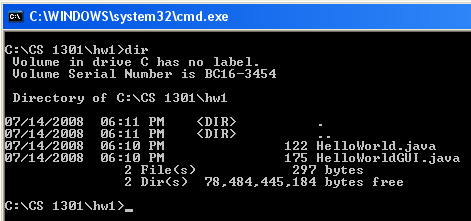 C:\WINDOWS\system32\cmd.exe
C:\CS 1301\hw1>dir
 Volume in drive C has no label.
 Volume Serial Number is BC16-3454
 Directory of C:\CS 1301\hw1
07/14/2008  06:11 PM    <DIR>          .
07/14/2008  06:11 PM    <DIR>          ..
07/14/2008  06:10 PM               122 HelloWorld.java
07/14/2008  06:10 PM               175 HelloWorldGUI.java
               2 File(s)            297 bytes
               2 Dir(s)  78,484,445,184 bytes free
C:\CS 1301\hw1>_